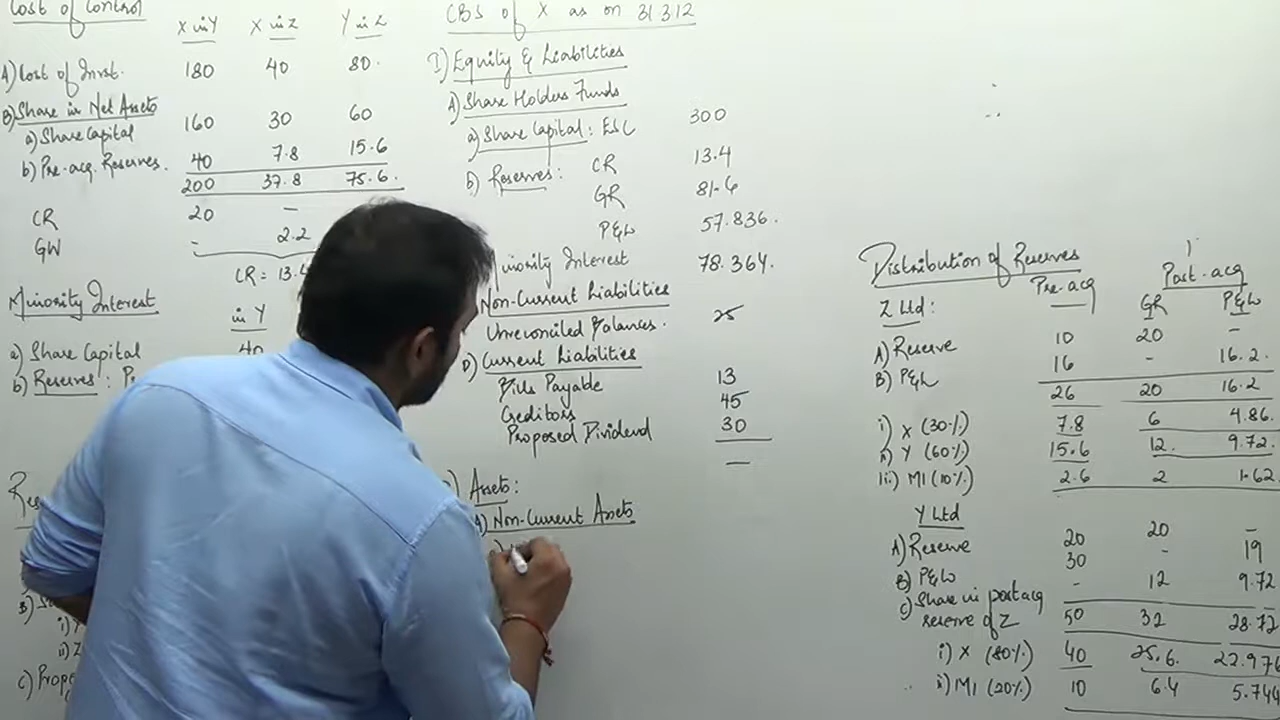 Cost of Control
X in Y X in Z Y in Z
A) Cost of Invst. 180 40 80.
B) Share in Net Assets
a) Share Capital 160 30 60
b) Pre-acq. Reserves. 40 7.8 15.6
200 37.8 75.6.
CR 20 -
GW - 2.2
CR = 13.4
Minority Interest in Y
a) Share Capital 40
b) Reserves:
B)
i) Y
ii) Z
C)
CBS of X as on 31.3.12
I) Equity & Liabilities
A) Share Holders Funds
a) Share Capital: ESC 300
b) Reserves: CR 13.4
GR 81.6
P&L 57.836.
Minority Interest 78.364.
Non-Current Liabilities
Unreconciled Balances. 25
D) Current Liabilities
Bills Payable 13
Creditors 45
Proposed Dividend 30
—
) Assets:
A) Non-Current Assets
Distribution of Reserves
Pre-acq Post-acq
Z Ltd: GR P&L
A) Reserve 10 20 -
B) P&L 16 - 16.2.
26 20 16.2
i) X (30%) 7.8 6 4.86.
ii) Y (60%) 15.6 12. 9.72.
iii) MI (10%) 2.6 2 1.62
Y Ltd
A) Reserve 20 20 -
B) P&L 30 - 19
C) Share in post acq reserve of Z - 12 9.72
50 32 28.72
i) X (80%) 40 25.6. 22.976
ii) MI (20%) 10 6.4 5.744